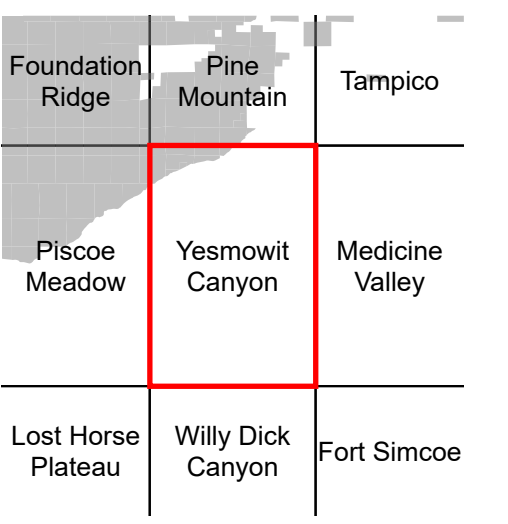 Foundation
Ridge
Pine
Mountain
Tampico
Piscoe
Meadow
Yesmowit
Canyon
Medicine
Valley
Lost Horse
Plateau
Willy Dick
Canyon
Fort Simcoe